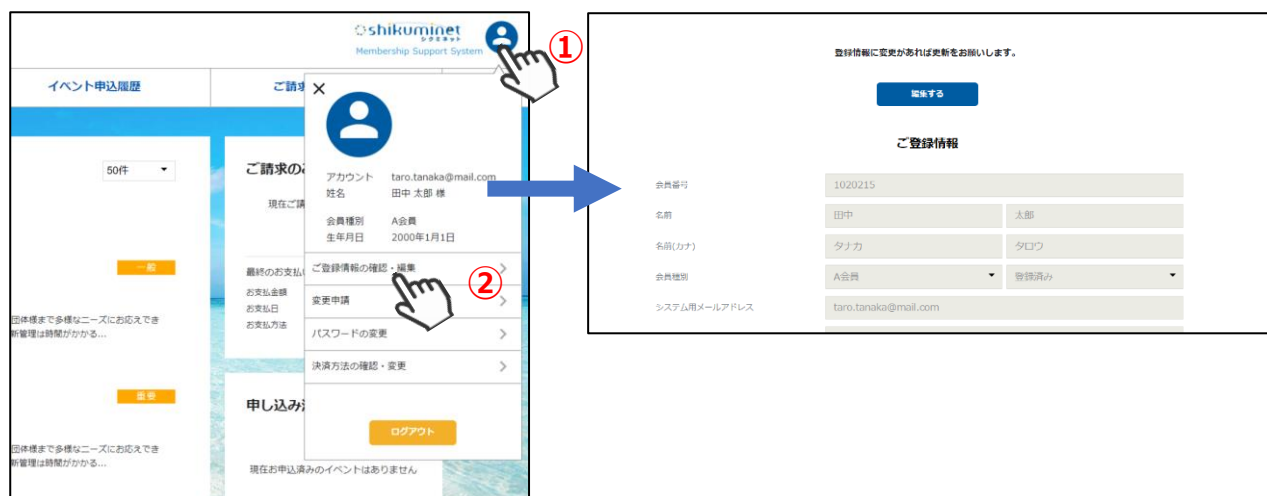 shikuminet
シクミネット
Membership Support System
①
イベント申込履歴
ご請求
×
50件
ご請求の
アカウント taro.tanaka@mail.com
姓名 田中 太郎 様
現在ご請
会員種別 A会員
生年月日 2000年1月1日
一般
ご登録情報の確認・編集
②
最終のお支払い
お支払金額
変更申請
お支払日
お支払方法
団体様まで多様なニーズにお応えでき
新管理は時間がかかる...
パスワードの変更
決済方法の確認・変更
重要
申し込み
ログアウト
団体様まで多様なニーズにお応えでき
新管理は時間がかかる...
現在お申込済みのイベントはありません
登録情報に変更があれば更新をお願いします。
編集する
ご登録情報
会員番号 1020215
名前 田中 太郎
名前(カナ) タナカ タロウ
会員種別 A会員 登録済み
システム用メールアドレス taro.tanaka@mail.com